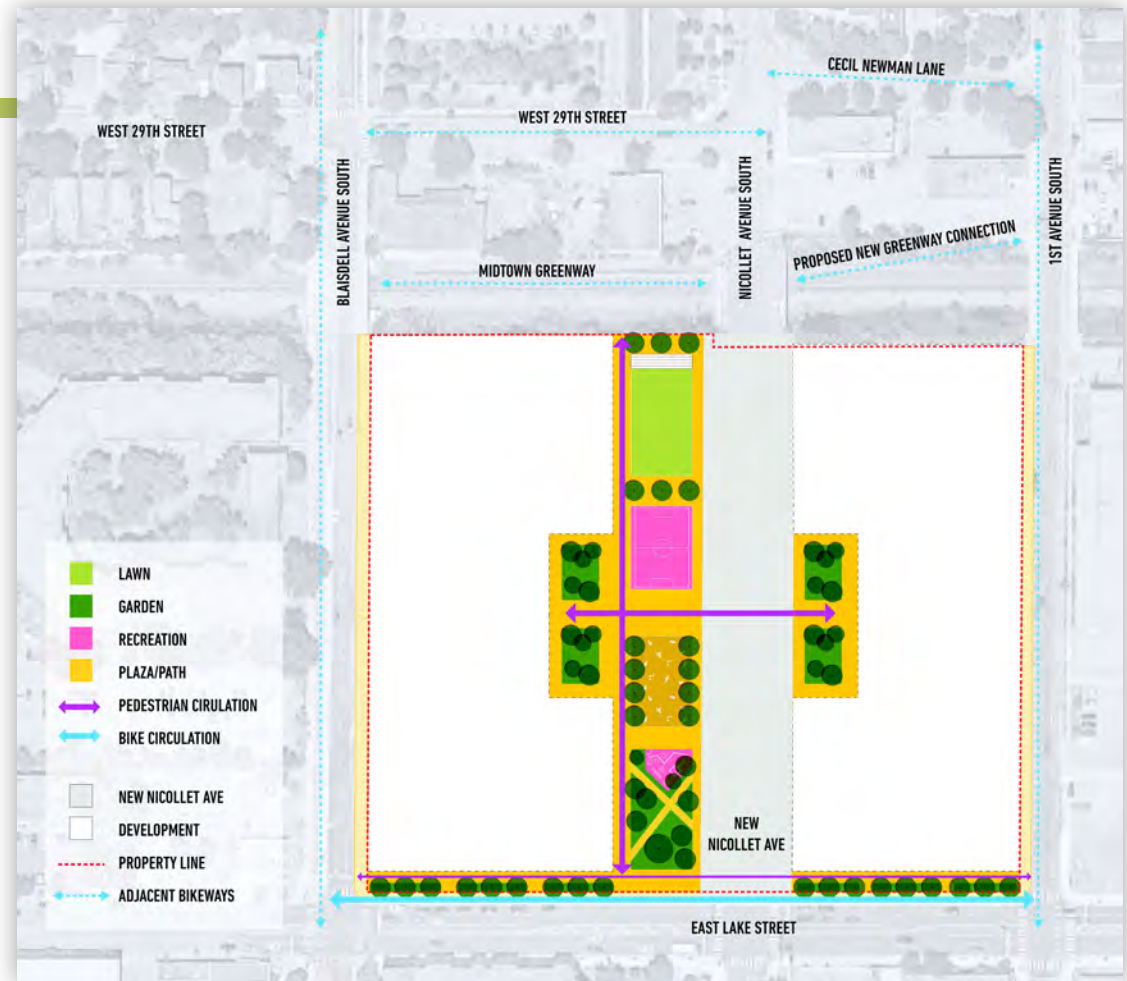 CECIL NEWMAN LANE
WEST 29TH STREET
WEST 29TH STREET
BLAISDELL AVENUE SOUTH
NICOLLET AVENUE SOUTH
1ST AVENUE SOUTH
PROPOSED NEW GREENWAY CONNECTION
MIDTOWN GREENWAY
LAWN
GARDEN
RECREATION
PLAZA/PATH
PEDESTRIAN CIRULATION
BIKE CIRCULATION
NEW NICOLLET AVE
DEVELOPMENT
PROPERTY LINE
ADJACENT BIKEWAYS
NEW
NICOLLET AVE
EAST LAKE STREET